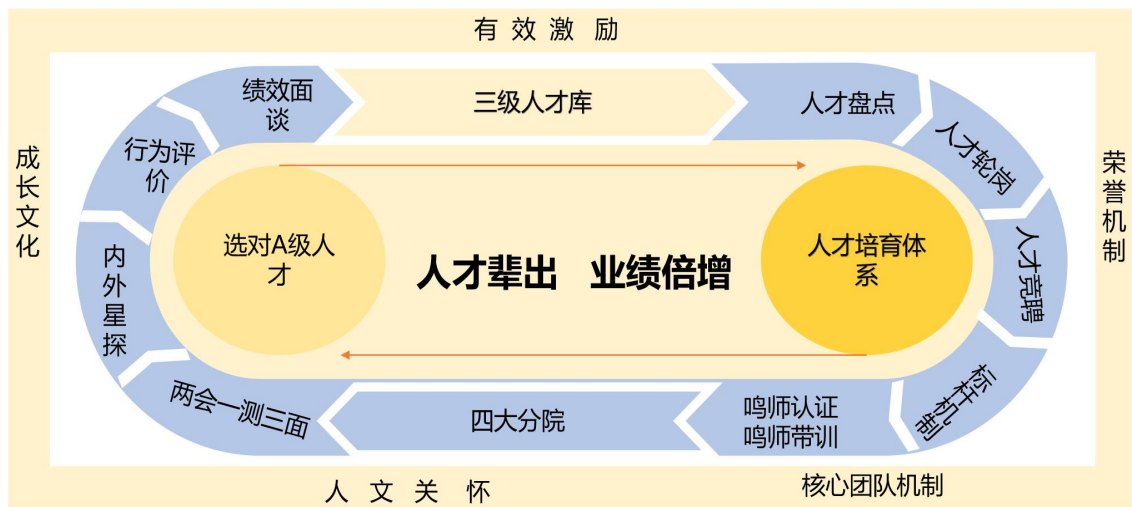 有效激励
成长文化
荣誉机制
绩效面
谈
三级人才库
人才盘点
人才轮岗
人才竞聘
标杆机制
鸣师认证
鸣师带训
四大分院
两会一测三面
内外星探
行为评
价
选对A级人
才
人才辈出 业绩倍增
人才培育体
系
人文关怀
核心团队机制